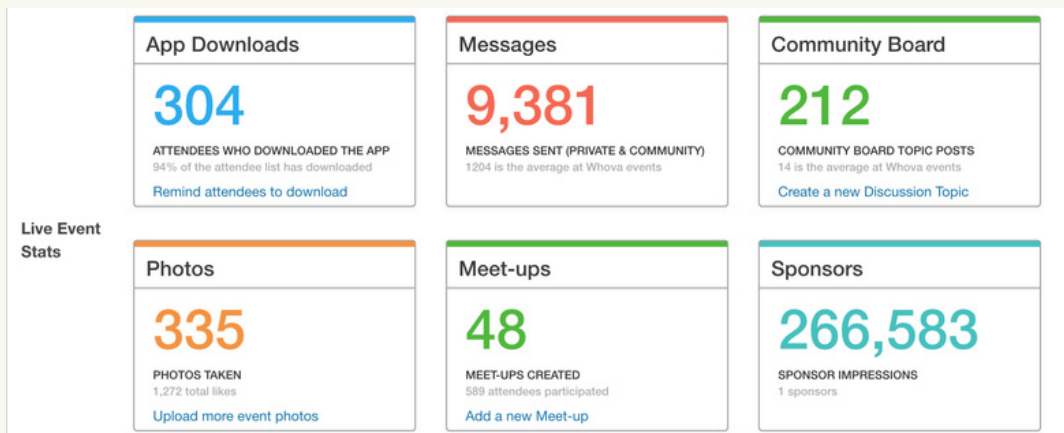 App Downloads
304
ATTENDEES WHO DOWNLOADED THE APP
94% of the attendee list has downloaded
Remind attendees to download
Messages
9,381
MESSAGES SENT (PRIVATE & COMMUNITY)
1204 is the average at Whova events
Community Board
212
COMMUNITY BOARD TOPIC POSTS
14 is the average at Whova events
Create a new Discussion Topic
Live Event
Stats
Photos
335
PHOTOS TAKEN
1,272 total likes
Upload more event photos
Meet-ups
48
MEET-UPS CREATED
589 attendees participated
Add a new Meet-up
Sponsors
266,583
SPONSOR IMPRESSIONS
1 sponsors